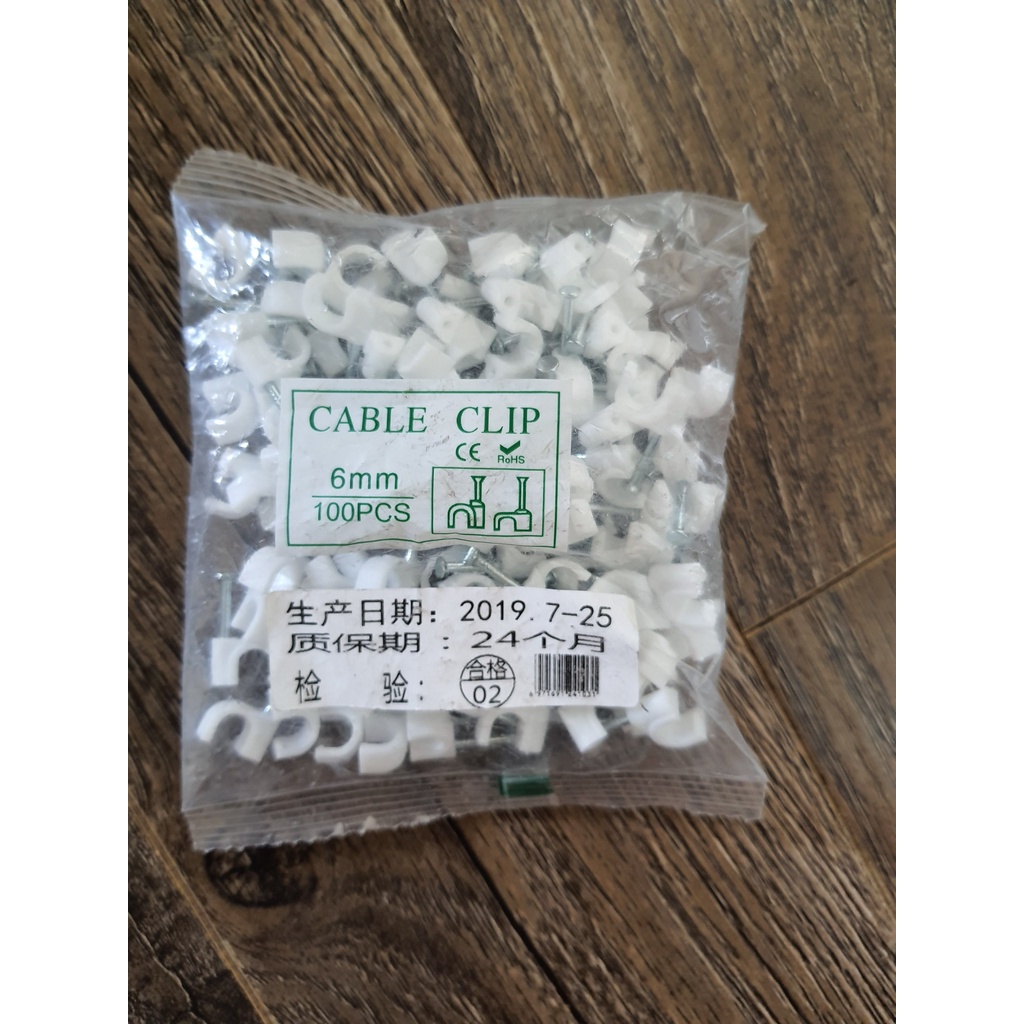 CABLE CLIP
CE RoHS
6mm
100PCS
生产日期: 2019.7-25
质保期: 24个月
检 验: 合格 02